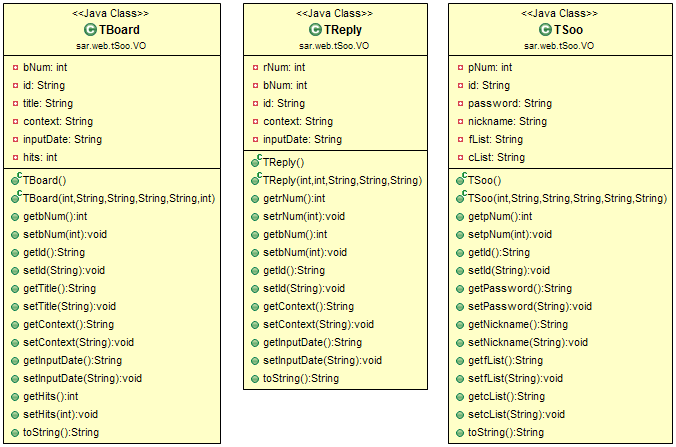 <<Java Class>>
TBoard
sar.web.tSoo.VO
bNum: int
id: String
title: String
context: String
inputDate: String
hits: int
TBoard()
TBoard(int,String,String,String,String,int)
getbNum():int
setbNum(int):void
getId():String
setId(String):void
getTitle():String
setTitle(String):void
getContext():String
setContext(String):void
getInputDate():String
setInputDate(String):void
getHits():int
setHits(int):void
toString():String
<<Java Class>>
TReply
sar.web.tSoo.VO
rNum: int
bNum: int
id: String
context: String
inputDate: String
TReply()
TReply(int,int,String,String,String)
getrNum():int
setrNum(int):void
getbNum():int
setbNum(int):void
getId():String
setId(String):void
getContext():String
setContext(String):void
getInputDate():String
setInputDate(String):void
toString():String
<<Java Class>>
TSoo
sar.web.tSoo.VO
pNum: int
id: String
password: String
nickname: String
fList: String
cList: String
TSoo()
TSoo(int,String,String,String,String,String)
getpNum():int
setpNum(int):void
getId():String
setId(String):void
getPassword():String
setPassword(String):void
getNickname():String
setNickname(String):void
getfList():String
setfList(String):void
getcList():String
setcList(String):void
toString():String